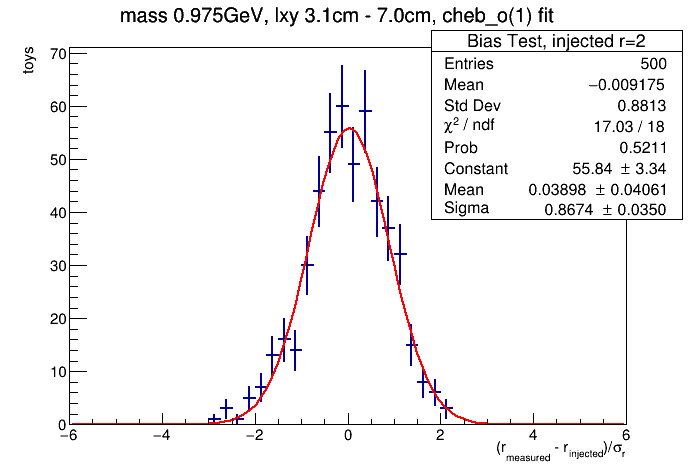 mass 0.975GeV, lxy 3.1cm - 7.0cm, cheb_o(1) fit
toys
Bias Test, injected r=2
Entries 500
Mean −0.009175
Std Dev 0.8813
χ² / ndf 17.03 / 18
Prob 0.5211
Constant 55.84 ± 3.34
Mean 0.03898 ± 0.04061
Sigma 0.8674 ± 0.0350
70
60
50
40
30
20
10
0
−6 −4 −2 0 2 4 6
(r_measured - r_injected)/σ_r